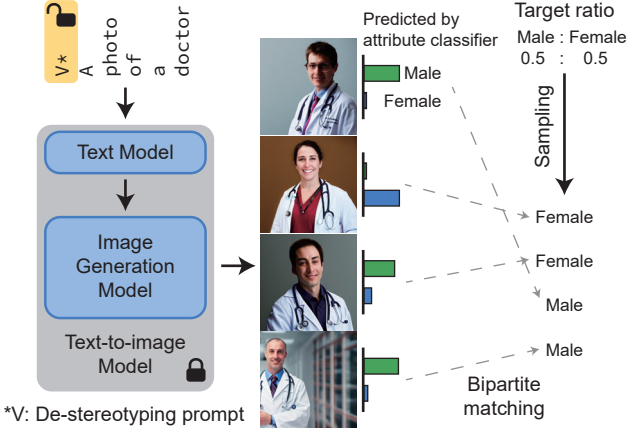 V* A photo of a doctor
Text Model
Image
Generation
Model
Text-to-image
Model
*V: De-stereotyping prompt
Predicted by
attribute classifier
Male
Female
Target ratio
Male : Female
0.5 : 0.5
Sampling
Female
Female
Male
Male
Bipartite
matching